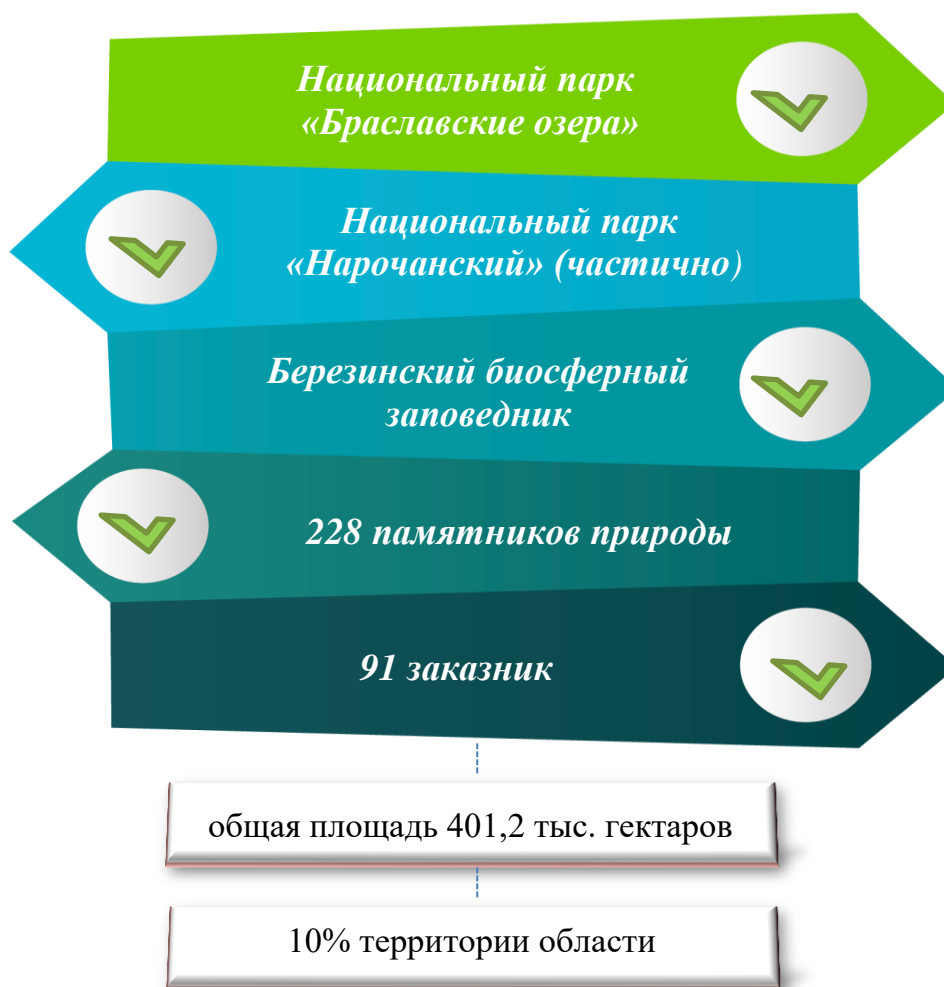 Национальный парк
«Браславские озера»
Национальный парк
«Нарочанский» (частично)
Березинский биосферный
заповедник
228 памятников природы
91 заказник
общая площадь 401,2 тыс. гектаров
10% территории области